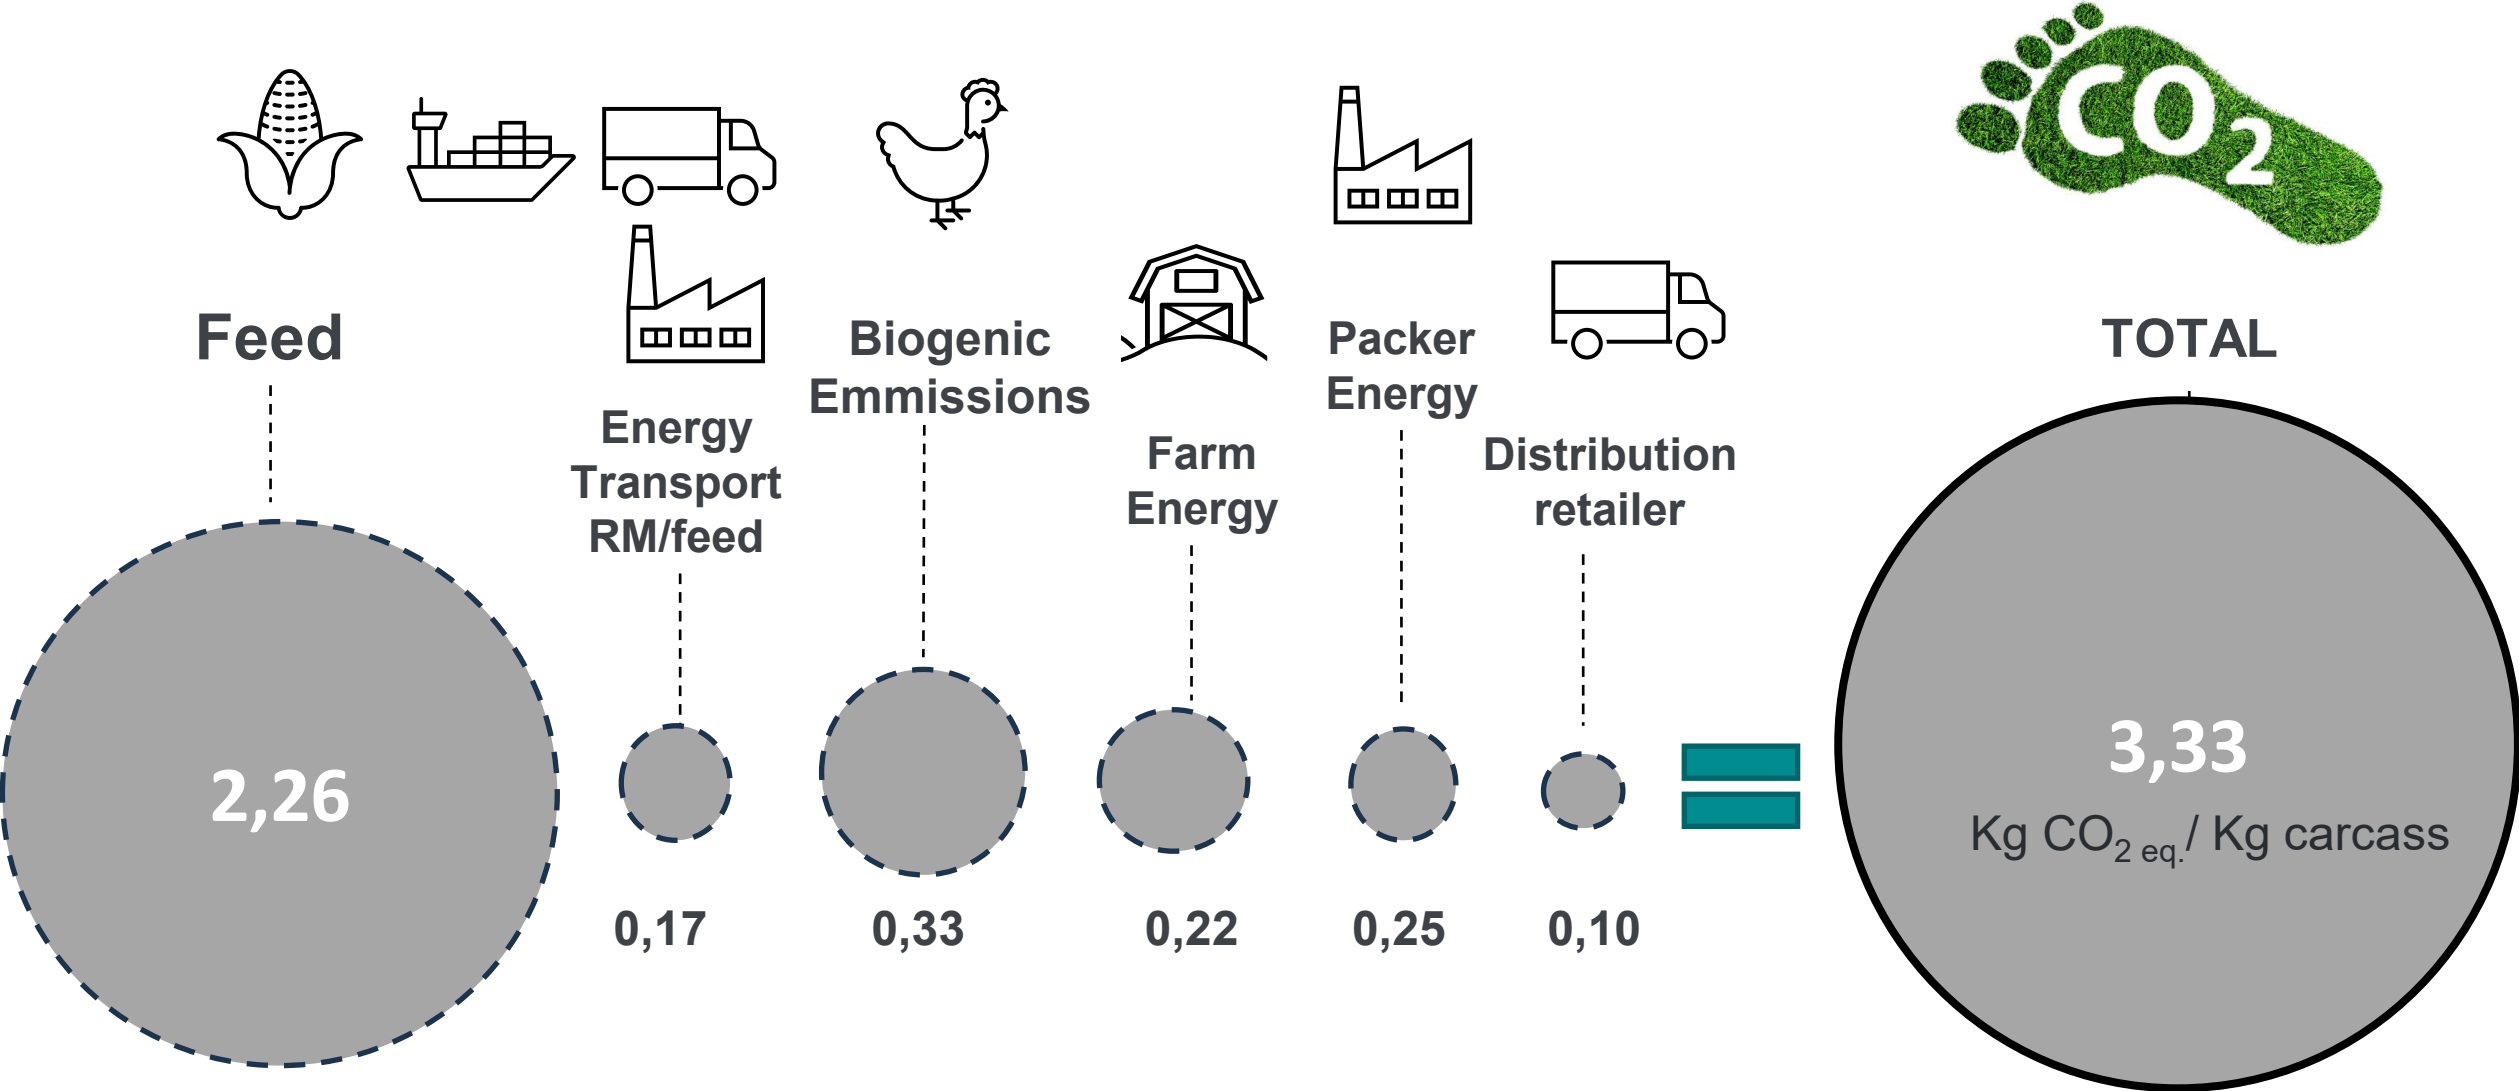 CO2
Feed
Energy
Transport
RM/feed
Biogenic
Emmissions
Farm
Energy
Packer
Energy
Distribution
retailer
TOTAL
2,26
0,17
0,33
0,22
0,25
0,10
3,33
Kg CO2 eq./ Kg carcass